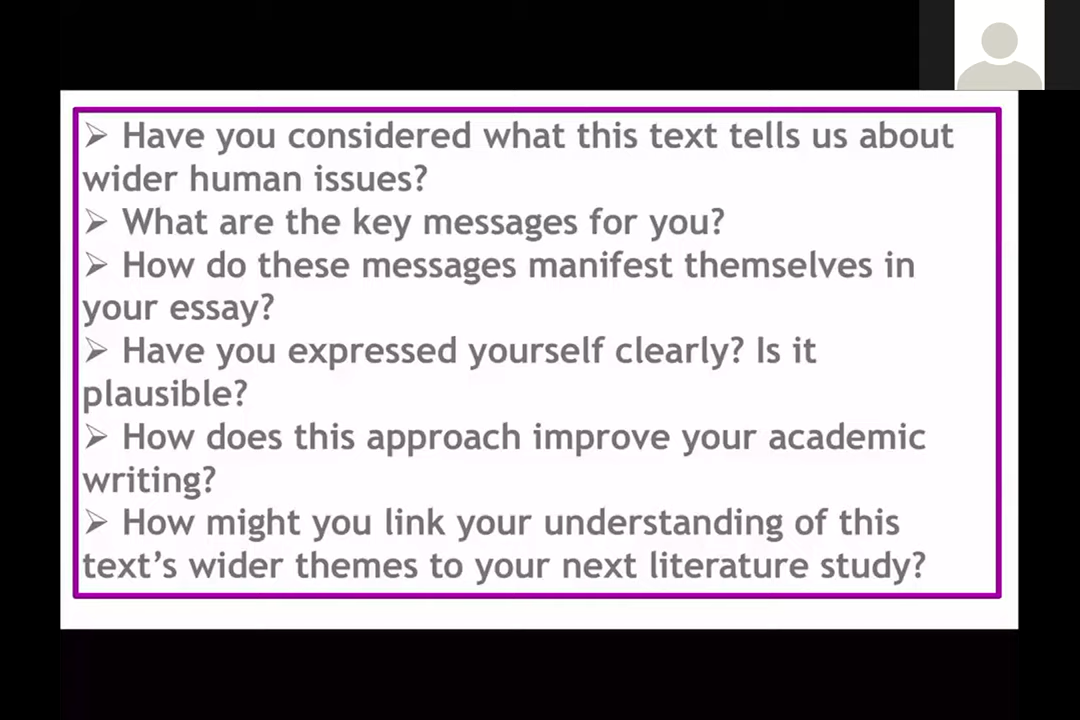 ➢ Have you considered what this text tells us about
wider human issues?
➢ What are the key messages for you?
➢ How do these messages manifest themselves in
your essay?
➢ Have you expressed yourself clearly? Is it
plausible?
➢ How does this approach improve your academic
writing?
➢ How might you link your understanding of this
text’s wider themes to your next literature study?